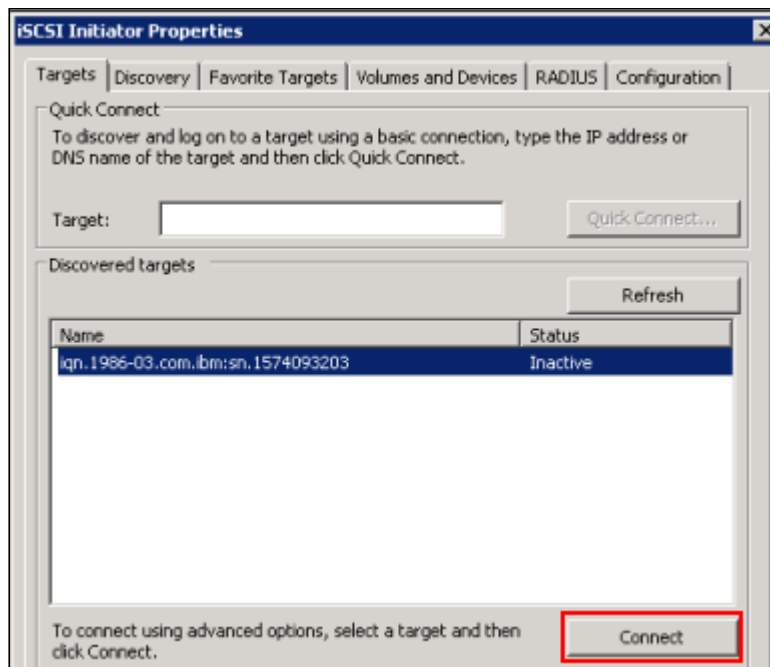 iSCSI Initiator Properties
Targets Discovery Favorite Targets Volumes and Devices RADIUS Configuration
Quick Connect
To discover and log on to a target using a basic connection, type the IP address or
DNS name of the target and then click Quick Connect.
Target: Quick Connect...
Discovered targets
Refresh
Name Status
iqn.1986-03.com.ibm:sn.1574093203 Inactive
To connect using advanced options, select a target and then
click Connect.
Connect